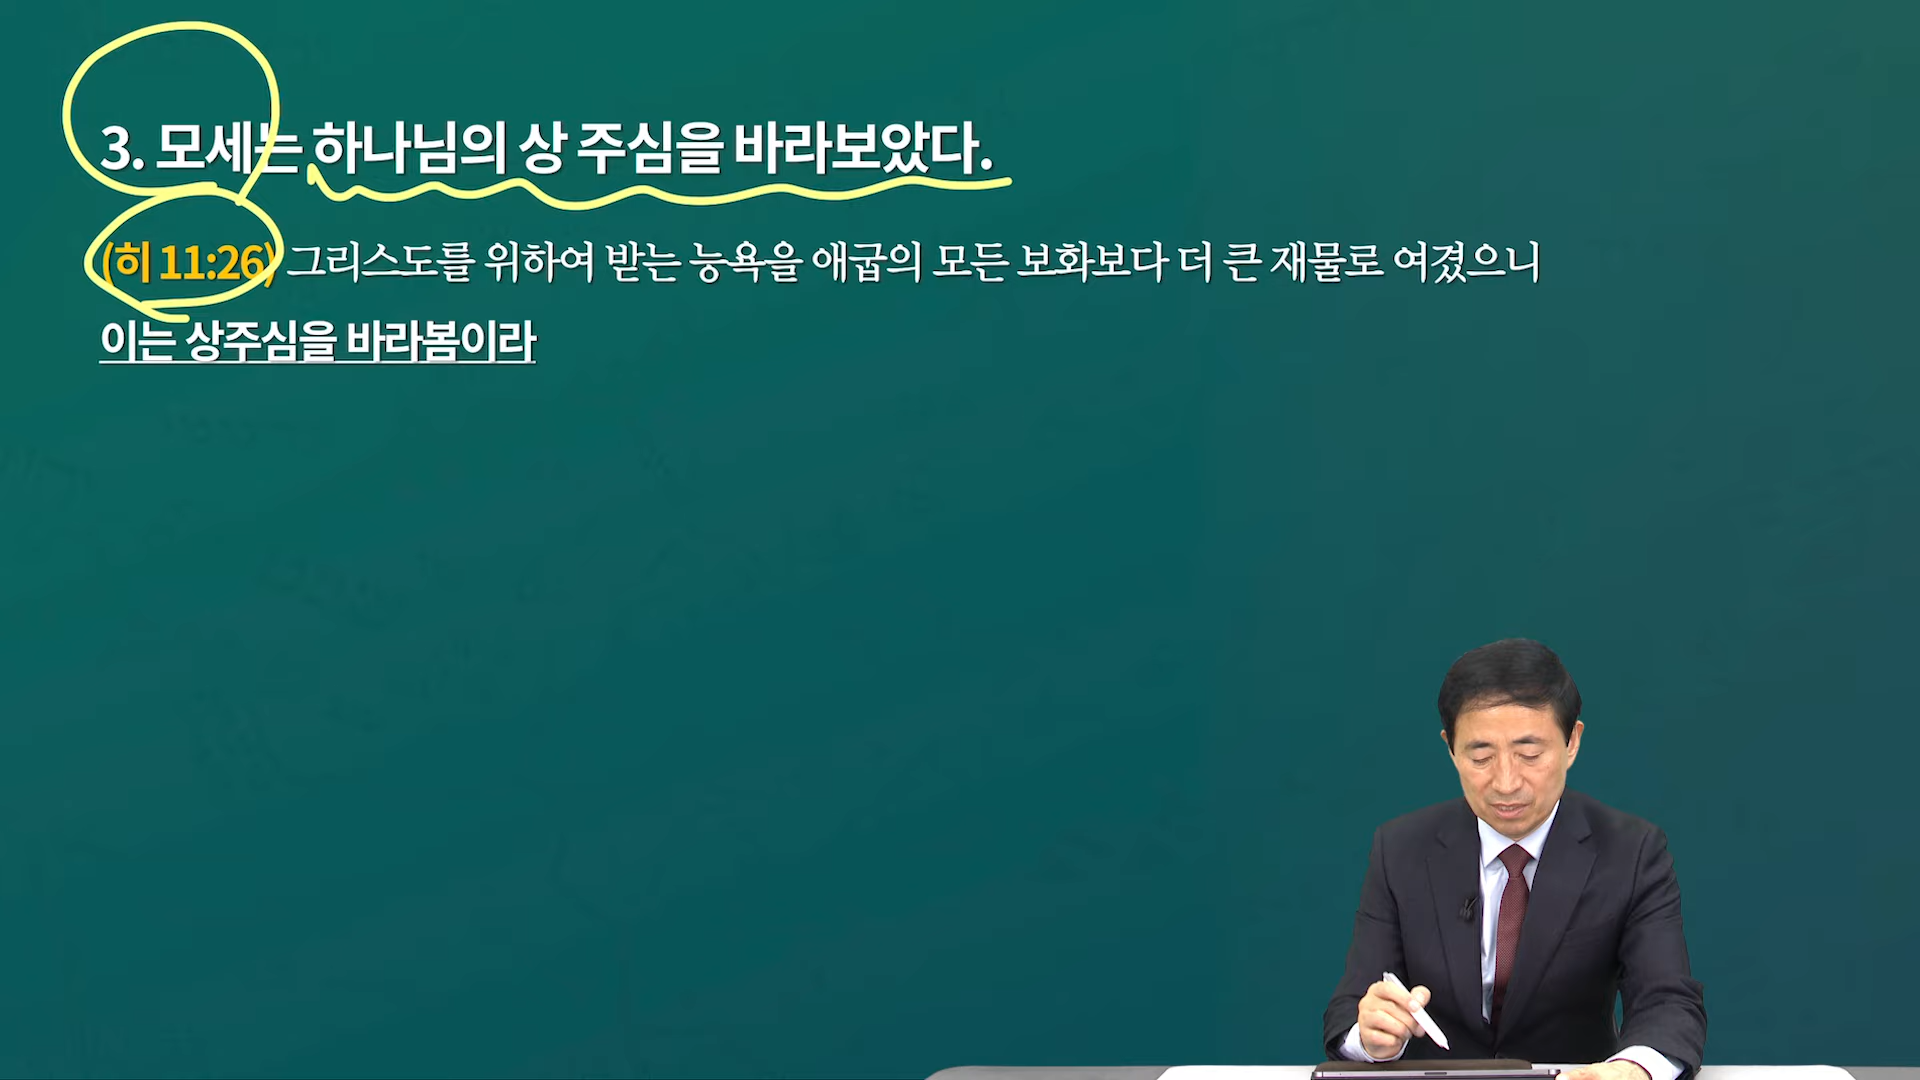 3. 모세는 하나님의 상 주심을 바라보았다.
(히 11:26) 그리스도를 위하여 받는 능욕을 애굽의 모든 보화보다 더 큰 재물로 여겼으니
이는 상주심을 바라봄이라